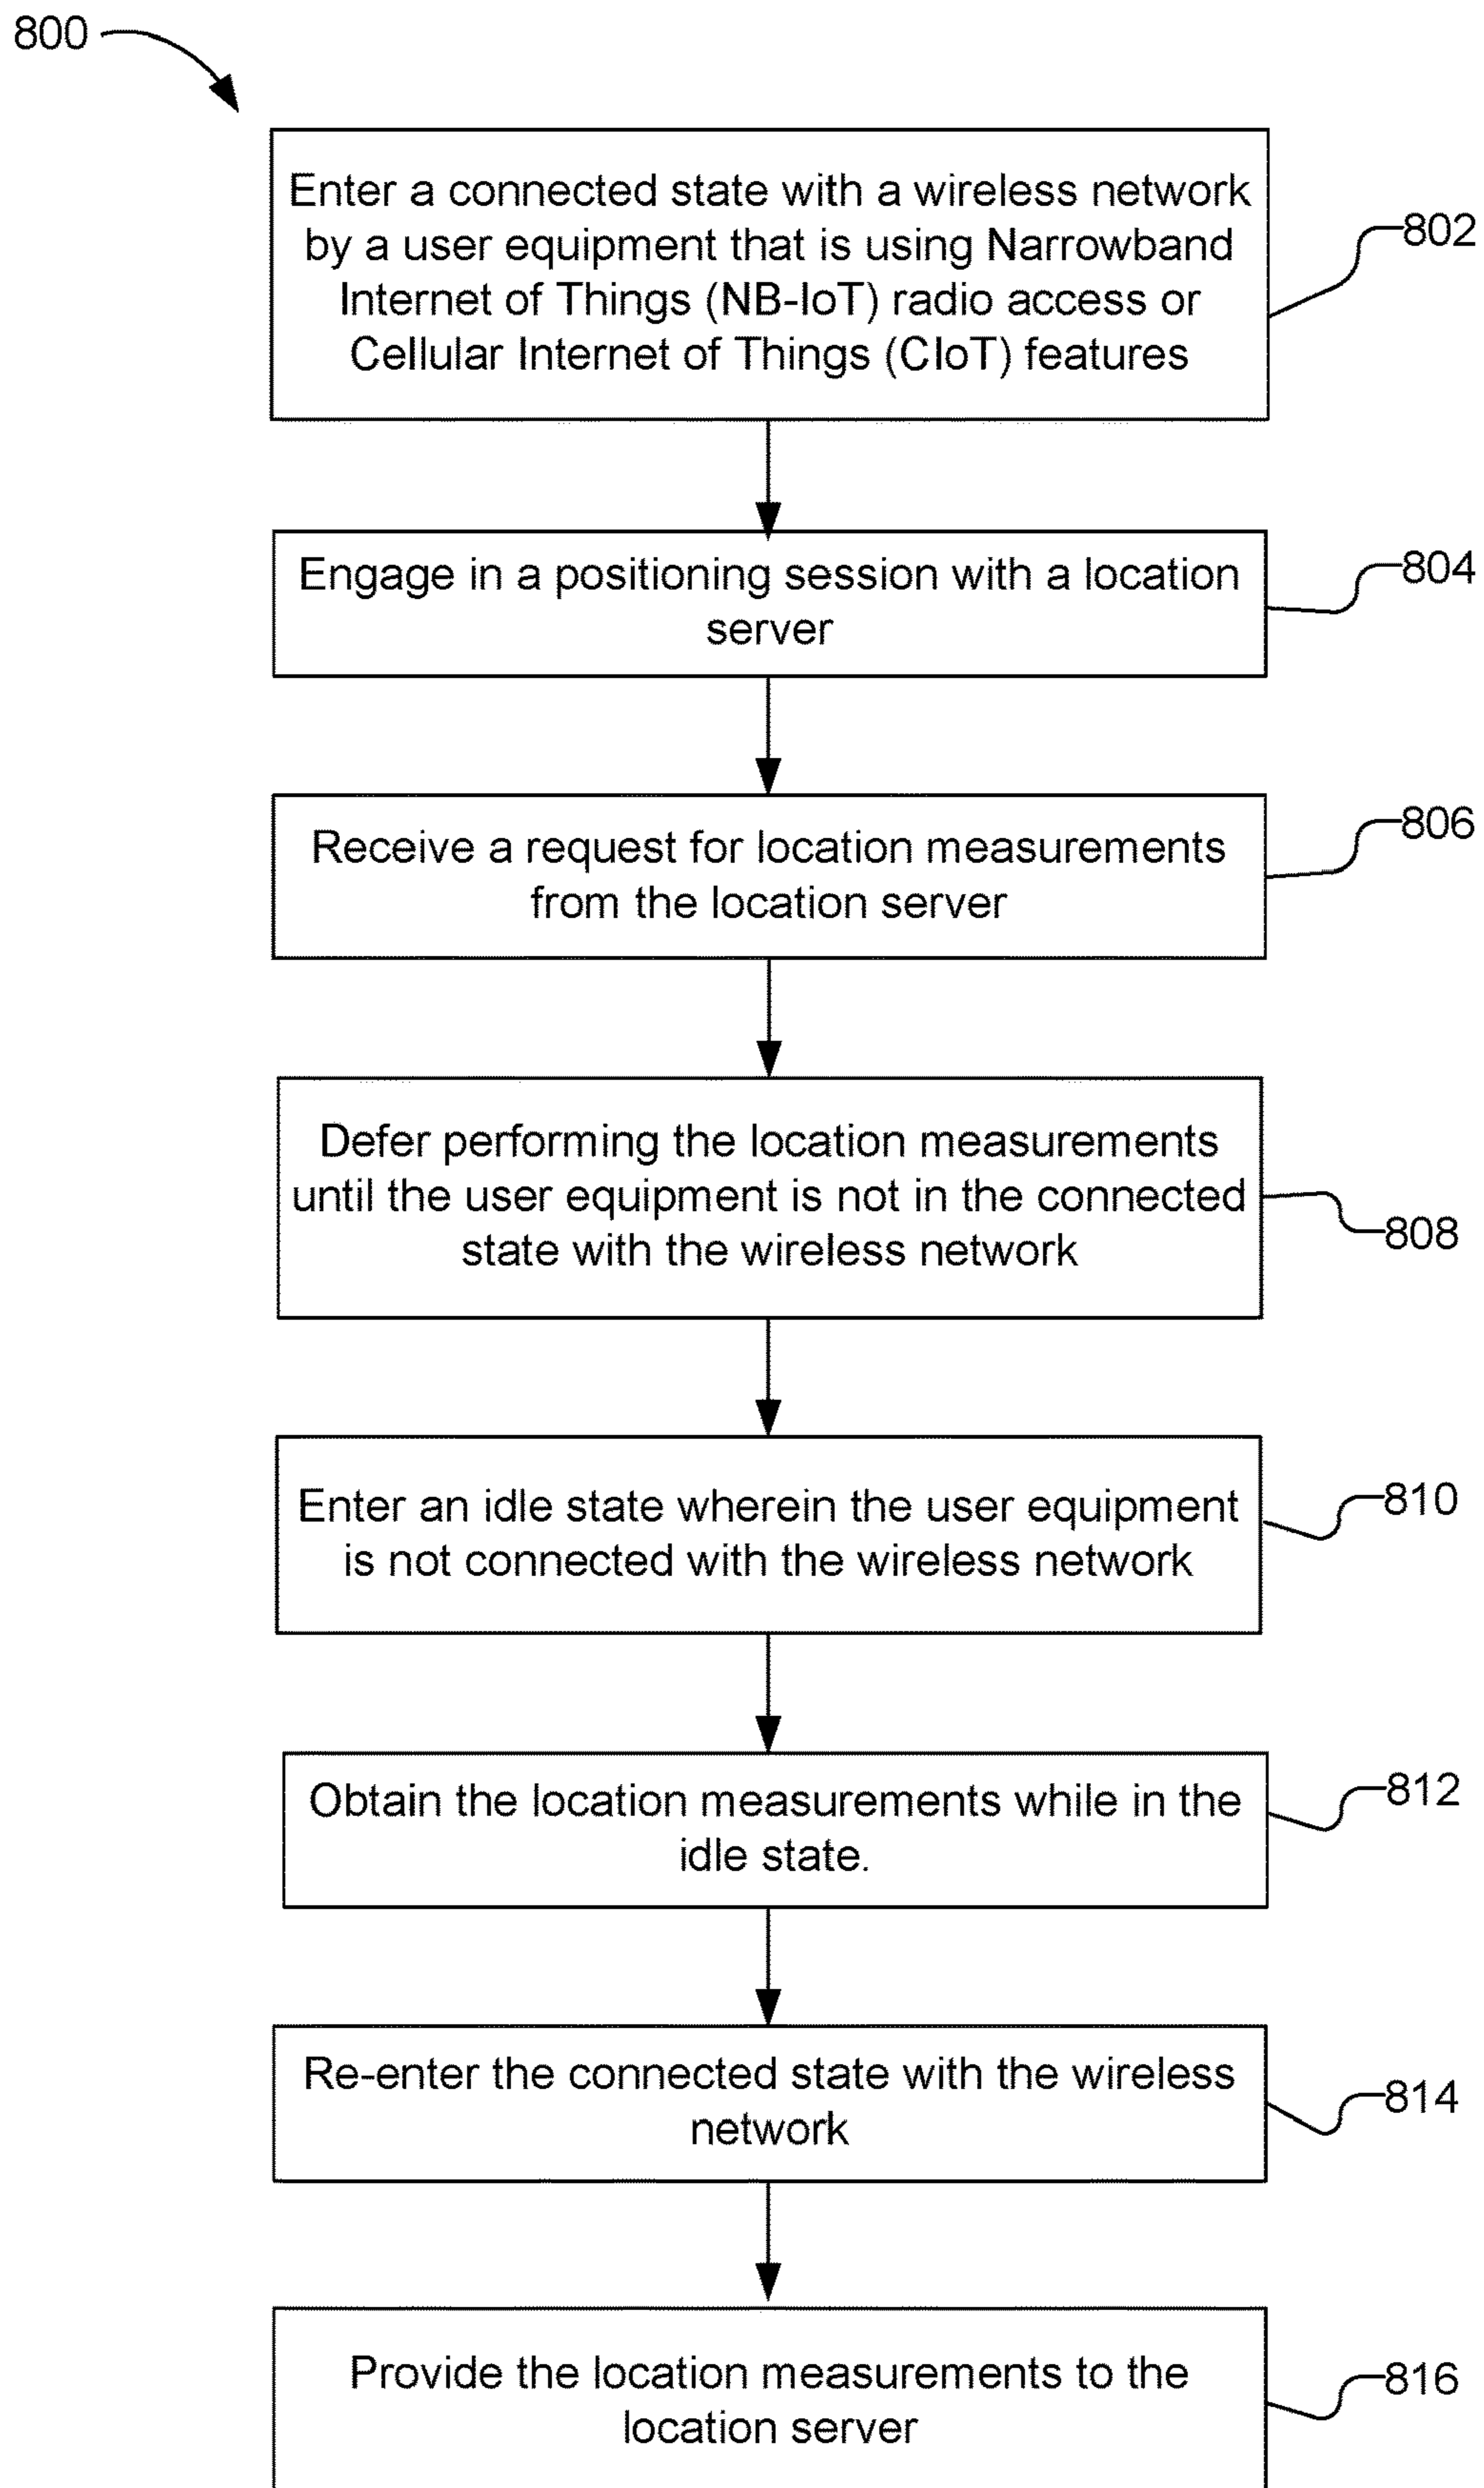 800
Enter a connected state with a wireless network
by a user equipment that is using Narrowband
Internet of Things (NB-IoT) radio access or
Cellular Internet of Things (CIoT) features
802
Engage in a positioning session with a location
server
804
Receive a request for location measurements
from the location server
806
Defer performing the location measurements
until the user equipment is not in the connected
state with the wireless network
808
Enter an idle state wherein the user equipment
is not connected with the wireless network
810
Obtain the location measurements while in the
idle state.
812
Re-enter the connected state with the wireless
network
814
Provide the location measurements to the
location server
816